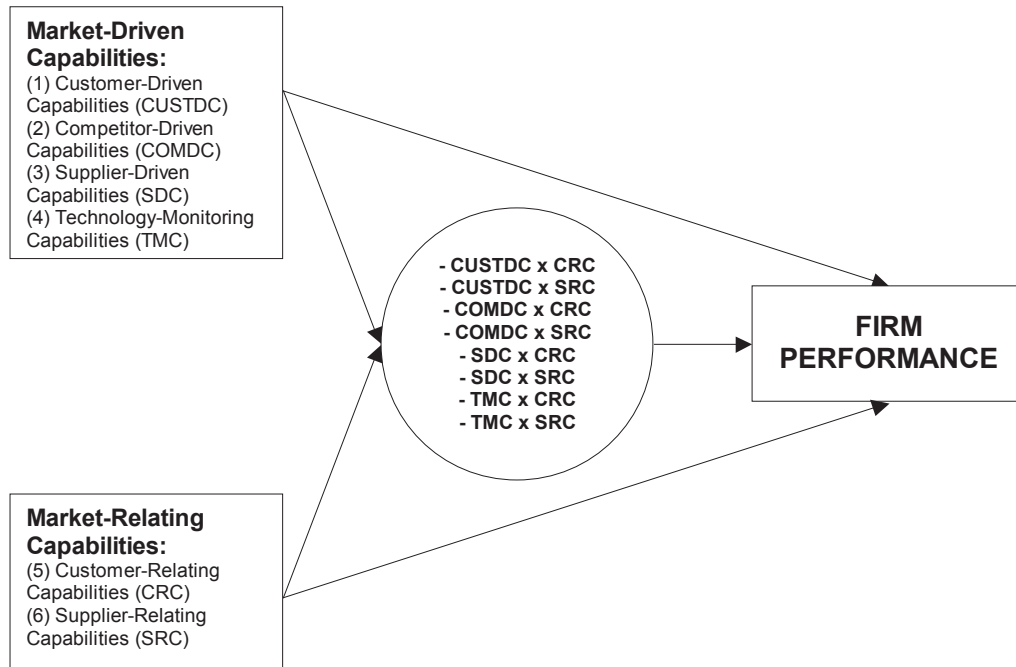 Market-Driven
Capabilities:
(1) Customer-Driven
Capabilities (CUSTDC)
(2) Competitor-Driven
Capabilities (COMDC)
(3) Supplier-Driven
Capabilities (SDC)
(4) Technology-Monitoring
Capabilities (TMC)
- CUSTDC x CRC
- CUSTDC x SRC
- COMDC x CRC
- COMDC x SRC
- SDC x CRC
- SDC x SRC
- TMC x CRC
- TMC x SRC
FIRM
PERFORMANCE
Market-Relating
Capabilities:
(5) Customer-Relating
Capabilities (CRC)
(6) Supplier-Relating
Capabilities (SRC)